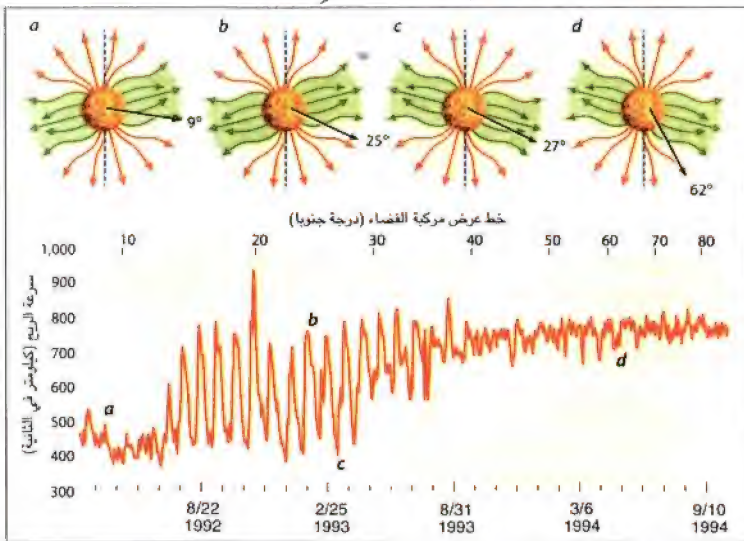 a b c d
9°
25°
27°
62°
خط عرض مركبة الفضاء (درجة جنوبا)
10 20 30 40 50 60 70 80
سرعة الريح (كيلومتر في الثانية)
1,000
900
800
700
600
500
400
300
a
b
c
d
8/22 2/25 8/31 3/6 9/10
1992 1993 1993 1994 1994